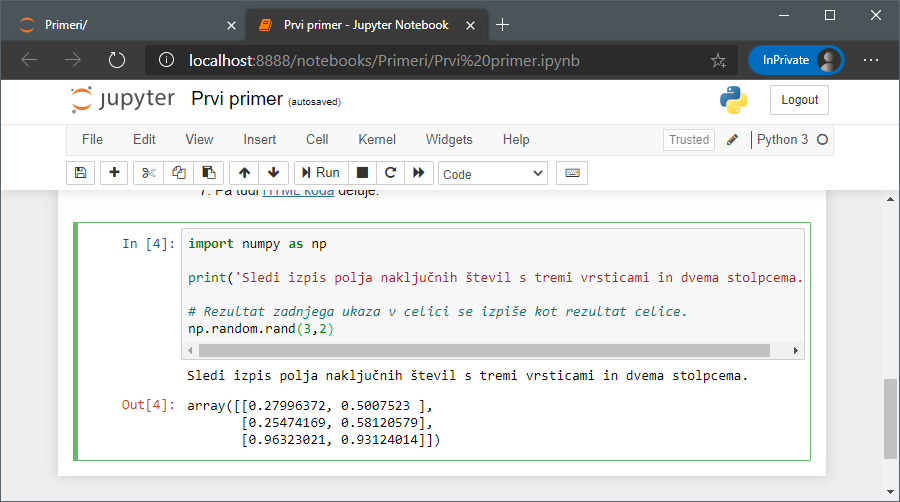 Primeri/
Prvi primer - Jupyter Notebook
localhost:8888/notebooks/Primeri/Prvi%20primer.ipynb
InPrivate
jupyter Prvi primer (autosaved)
Logout
File Edit View Insert Cell Kernel Widgets Help
Trusted Python 3
Run Code
7. Pa tudi HTML koda deluje.
In [4]: import numpy as np
print('Sledi izpis polja naključnih števil s tremi vrsticami in dvema stolpcema.
# Rezultat zadnjega ukaza v celici se izpiše kot rezultat celice.
np.random.rand(3,2)
Sledi izpis polja naključnih števil s tremi vrsticami in dvema stolpcema.
Out[4]: array([[0.27996372, 0.5007523 ],
[0.25474169, 0.58120579],
[0.96323021, 0.93124014]])